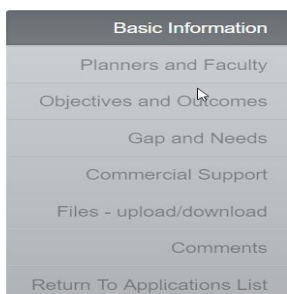 Basic Information
Planners and Faculty
Objectives and Outcomes
Gap and Needs
Commercial Support
Files - upload/download
Comments
Return To Applications List